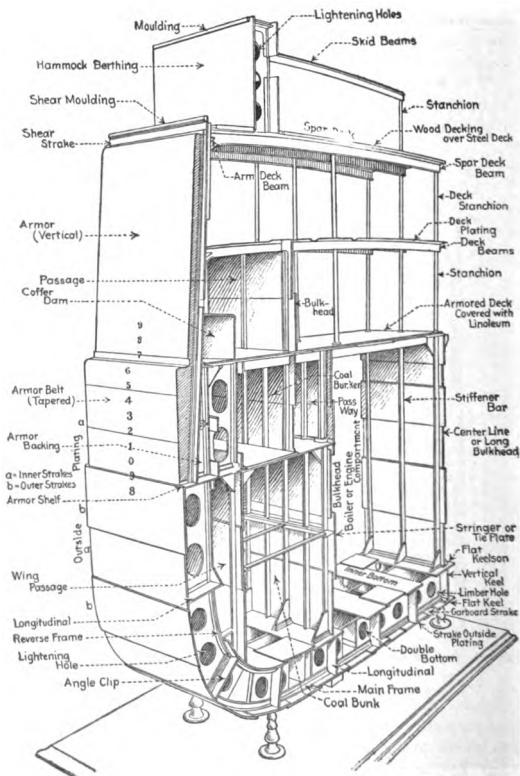 Moulding
Lightening Holes
Skid Beams
Hammock Berthing
Shear Moulding
Stanchion
Shear
Strake
Spar Deck
Wood Decking
over Steel Deck
Arm Deck
Beam
Spar Deck
Beam
Deck
Stanchion
Armor
(Vertical)
Deck
Plating
Deck
Beams
Passage
Coffer
Dam
Bulk-
head
Stanchion
Armored Deck
Covered with
Linoleum
9
8
7
6
5
4
3
2
1
0
9
8
Armor Belt
(Tapered)
Coal
Bunker
Pass
Way
Stiffener
Bar
Armor
Backing
a
Plating
Center Line
or Long
Bulkhead
Bulkhead
Boiler or Engine
Compartment
a=Inner Strakes
b=Outer Strakes
Armor Shelf
b
Outside
a
Stringer or
Tie Plate
Flat
Keelson
Inner Bottom
Vertical
Keel
Limber Hole
Flat Keel
Garboard Strake
Wing
Passage
b
Longitudinal
Reverse Frame
Lightening
Hole
Angle Clip
Strake Outside
Plating
Double
Bottom
Longitudinal
Main Frame
Coal Bunk